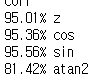 95.01% z
95.36% cos
95.56% sin
81.42% atan2